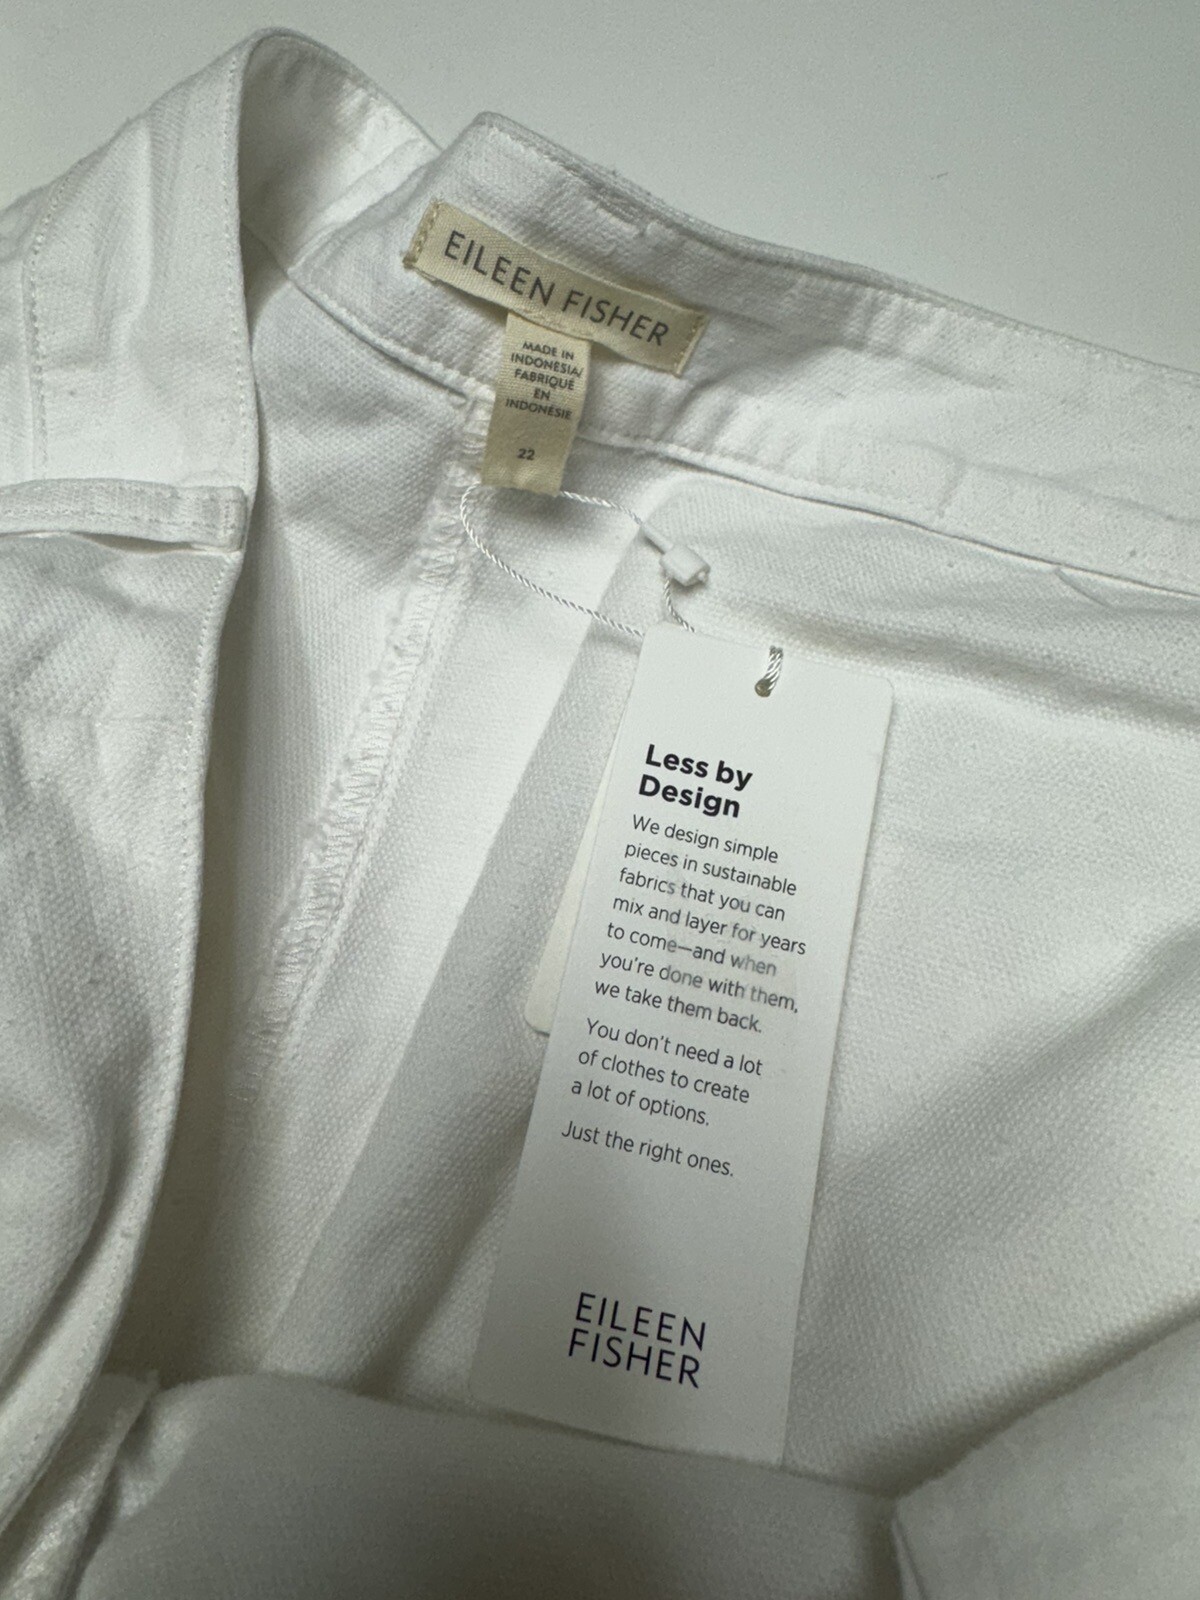 EILEEN FISHER
MADE IN
INDONESIA/
FABRIQUÉ
EN
INDONÉSIE
22
Less by
Design
We design simple
pieces in sustainable
fabrics that you can
mix and layer for years
to come—and when
you're done with them,
we take them back.
You don't need a lot
of clothes to create
a lot of options.
Just the right ones.
EILEEN
FISHER